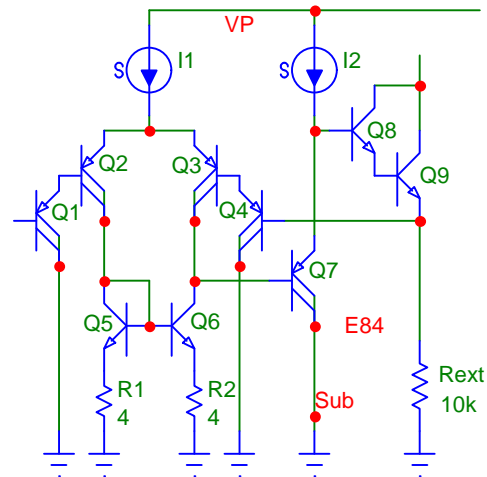 VP
S I1 S I2
Q8
Q2 Q3 Q9
Q1 Q4
Q7
Q5 Q6 E84
R1 R2 Rext
4 4 Sub 10k